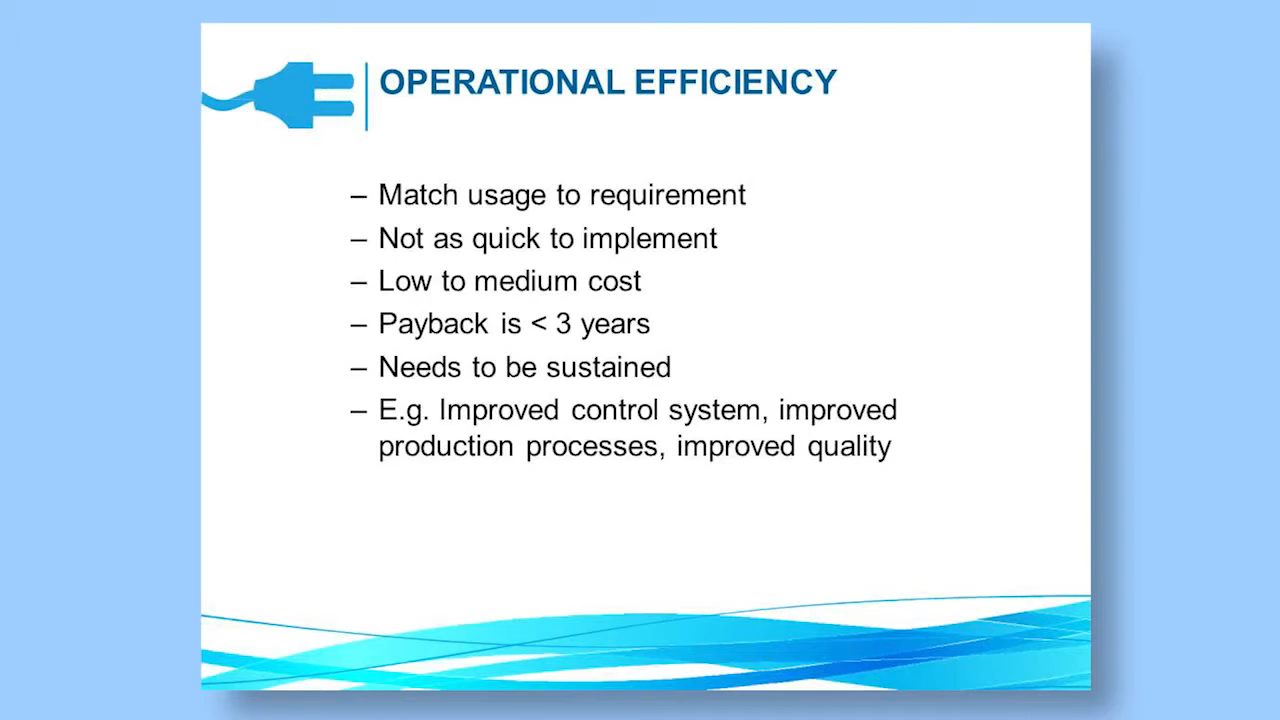 OPERATIONAL EFFICIENCY
– Match usage to requirement
– Not as quick to implement
– Low to medium cost
– Payback is < 3 years
– Needs to be sustained
– E.g. Improved control system, improved
production processes, improved quality